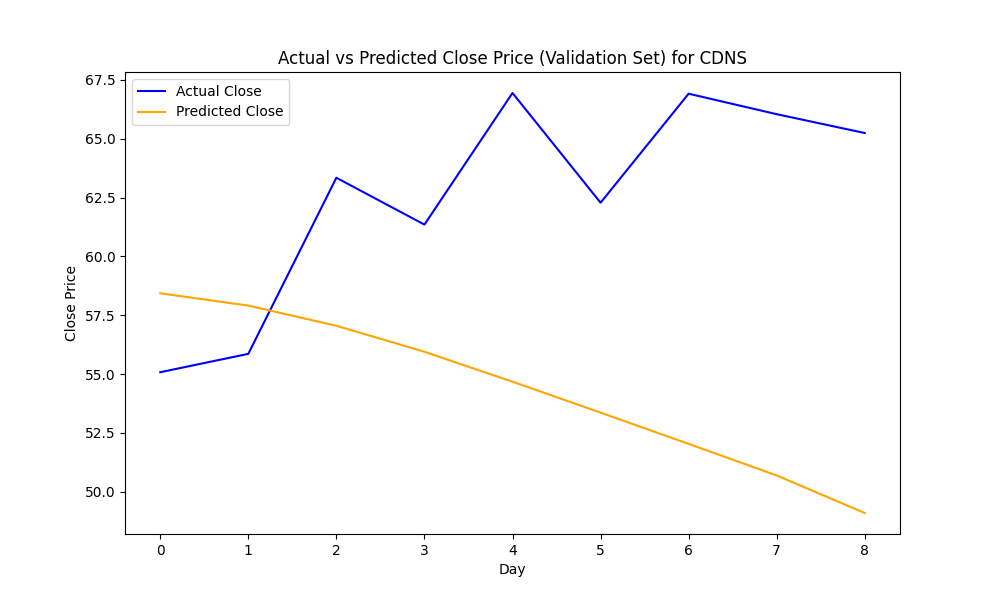 Actual vs Predicted Close Price (Validation Set) for CDNS
Actual Close
Predicted Close
67.5
65.0
62.5
60.0
57.5
55.0
52.5
50.0
Close Price
0 1 2 3 4 5 6 7 8
Day